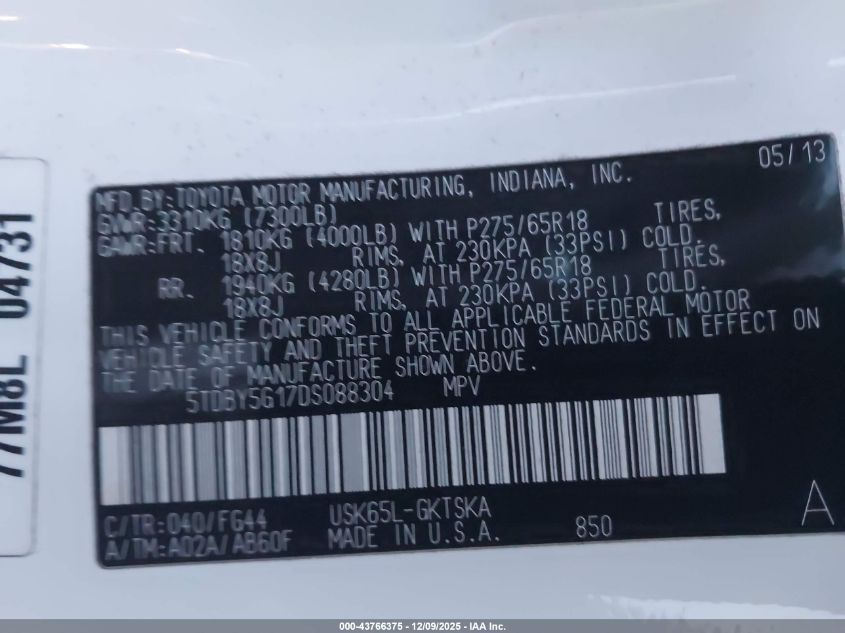 05/13
MFD.BY:TOYOTA MOTOR MANUFACTURING, INDIANA, INC.
GVWR:3310KG (7300LB)
GAWR:FRT. 1810KG (4000LB) WITH P275/65R18 TIRES,
18X8J RIMS, AT 230KPA (33PSI) COLD.
RR. 1940KG (4280LB) WITH P275/65R18 TIRES,
18X8J RIMS, AT 230KPA (33PSI) COLD.
THIS VEHICLE CONFORMS TO ALL APPLICABLE FEDERAL MOTOR
VEHICLE SAFETY AND THEFT PREVENTION STANDARDS IN EFFECT ON
THE DATE OF MANUFACTURE SHOWN ABOVE.
5TDBY5G17DS088304 MPV
C/TR:040/FG44 USK65L-GKTSKA
A/TM:A02A/AB60F MADE IN U.S.A. 850
A
77M8L 04731
000-43766375 | 12/09/2025 - IAA Inc.